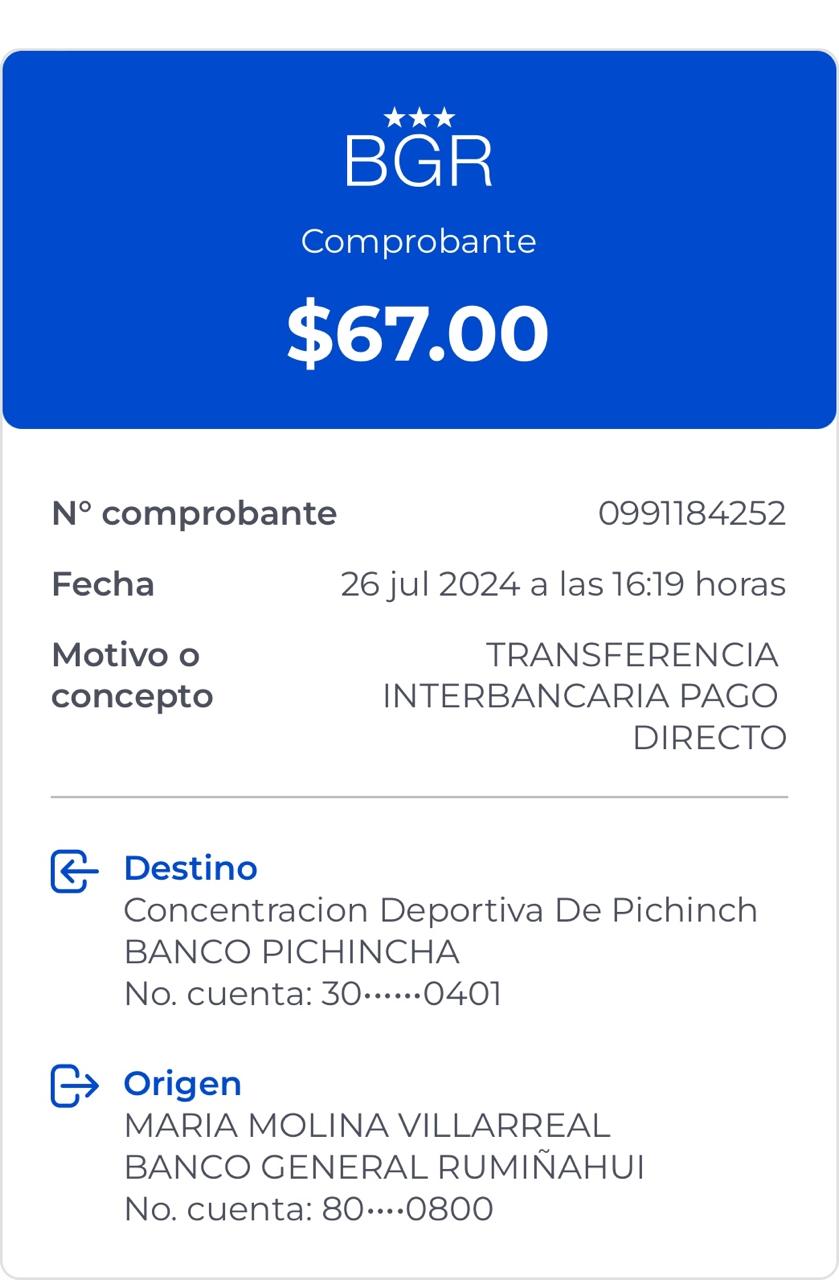 BGR
Comprobante
$67.00
N° comprobante 0991184252
Fecha 26 jul 2024 a las 16:19 horas
Motivo o concepto TRANSFERENCIA
INTERBANCARIA PAGO
DIRECTO
Destino
Concentracion Deportiva De Pichinch
BANCO PICHINCHA
No. cuenta: 30••••••0401
Origen
MARIA MOLINA VILLARREAL
BANCO GENERAL RUMIÑAHUI
No. cuenta: 80••••0800